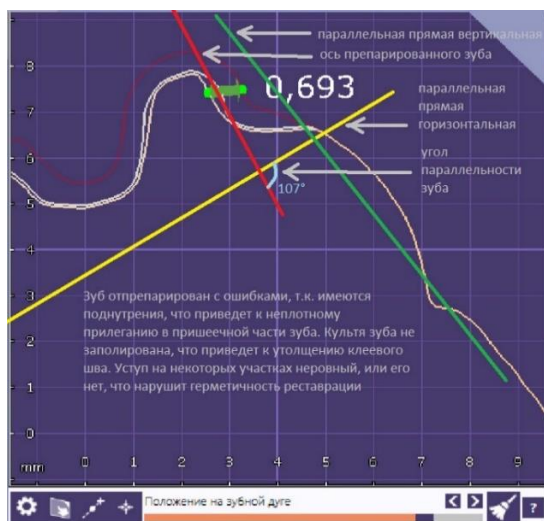 параллельная прямая вертикальная
ось препарированного зуба
0,693
параллельная
прямая
горизонтальная
угол
параллельности
зуба
107°
Зуб отпрепарирован с ошибками, т.к. имеются
поднутрения, что приведет к неплотному
прилеганию в пришеечной части зуба. Культя зуба не
заполирована, что приведет к утолщению клеевого
шва. Уступ на некоторых участках неровный, или его
нет, что нарушит герметичность реставрации
8
7
6
5
4
3
2
1
0
mm 0 1 2 3 4 5 6 7 8 9
Положение на зубной дуге
?